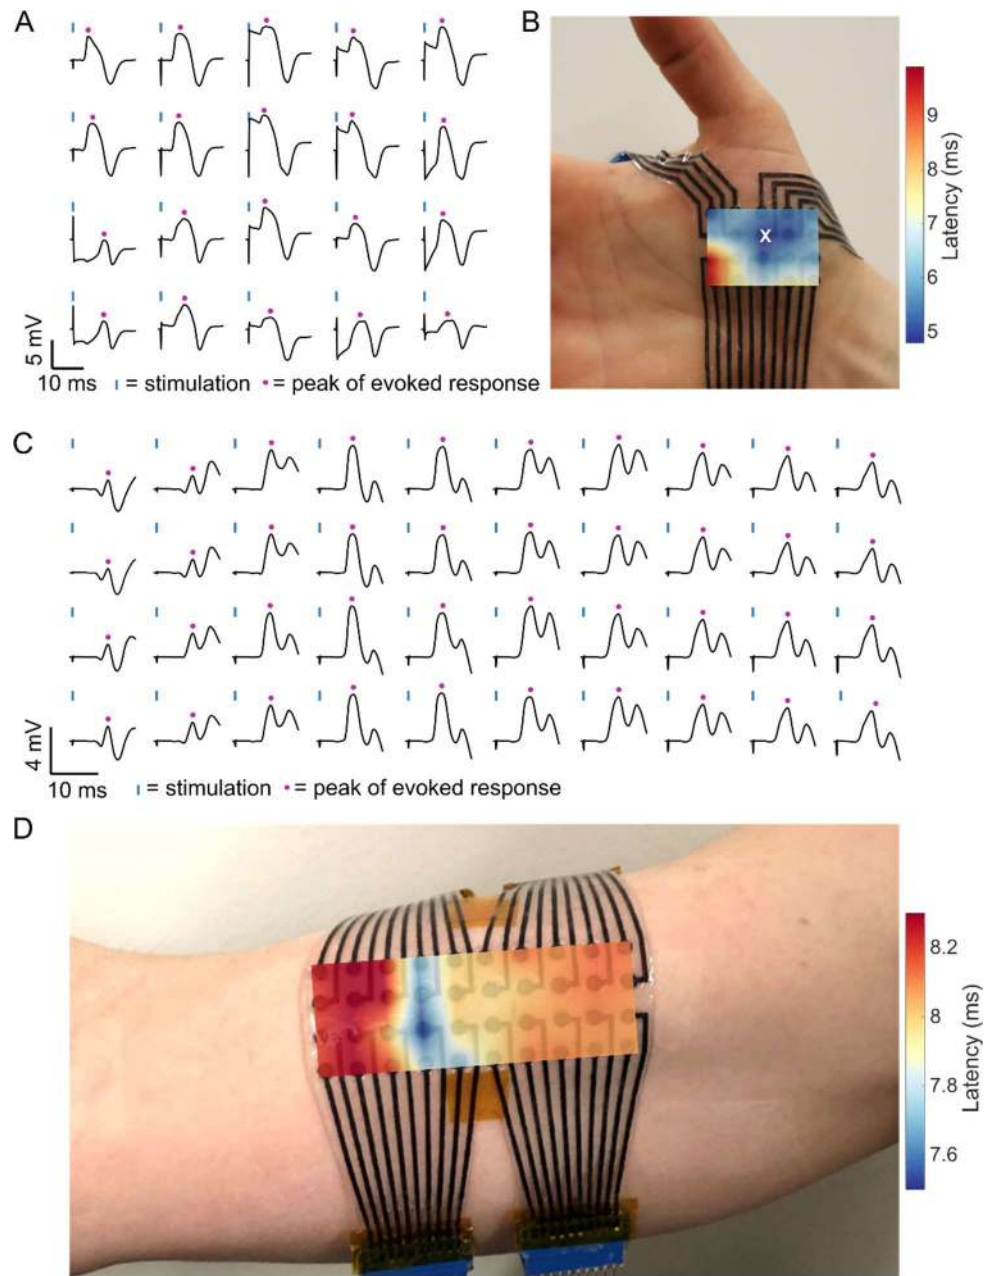 A
B
5 mV
10 ms
= stimulation
= peak of evoked response
X
9
8
7
6
5
Latency (ms)
C
4 mV
10 ms
= stimulation
= peak of evoked response
D
8.2
8
7.8
7.6
Latency (ms)